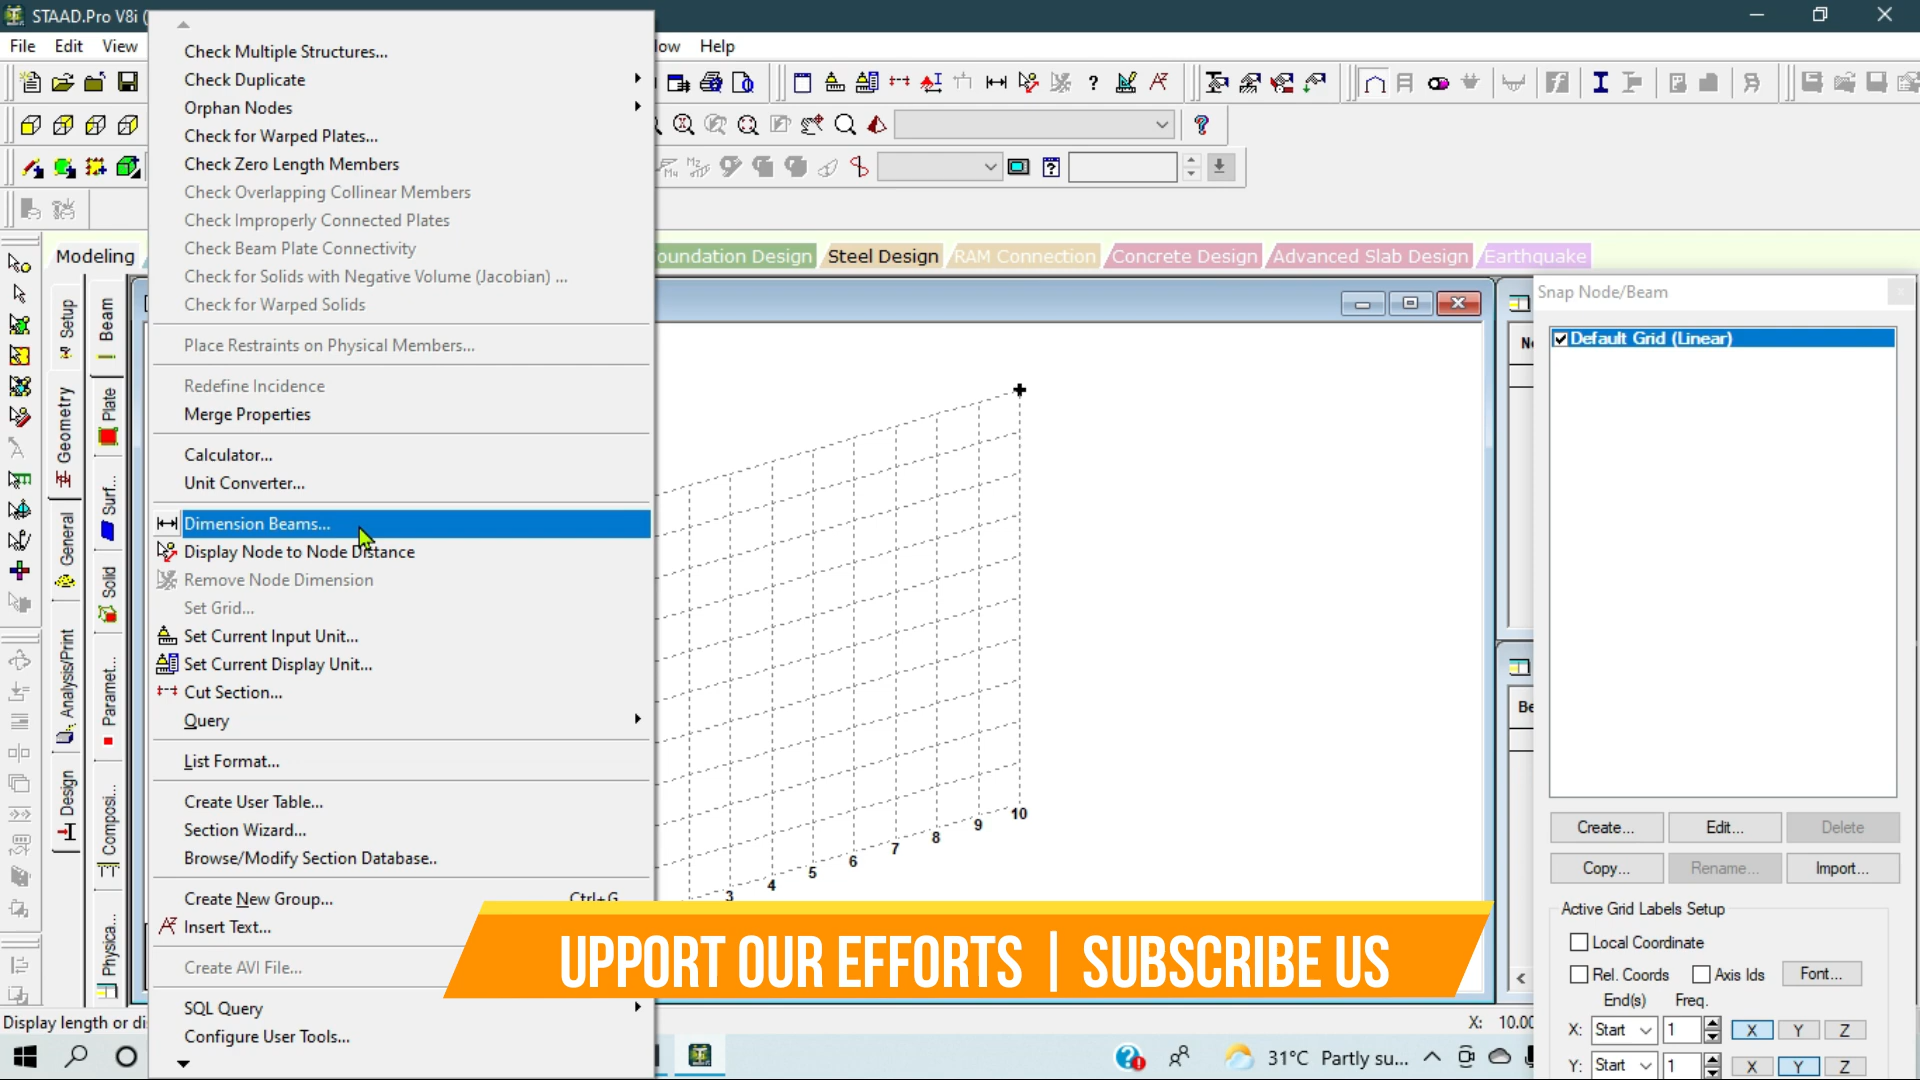 STAAD.Pro V8i (
File Edit View
ow Help
Check Multiple Structures...
Check Duplicate
Orphan Nodes
Check for Warped Plates...
Check Zero Length Members
Check Overlapping Collinear Members
Check Improperly Connected Plates
Check Beam Plate Connectivity
Check for Solids with Negative Volume (Jacobian) ...
Check for Warped Solids
Place Restraints on Physical Members...
Redefine Incidence
Merge Properties
Calculator...
Unit Converter...
Dimension Beams...
Display Node to Node Distance
Remove Node Dimension
Set Grid...
Set Current Input Unit...
Set Current Display Unit...
Cut Section...
Query
List Format...
Create User Table...
Section Wizard...
Browse/Modify Section Database..
Create New Group... Ctrl+G
Insert Text...
Create AVI File...
SQL Query
Configure User Tools...
Modeling
oundation Design
Steel Design
RAM Connection
Concrete Design
Advanced Slab Design
Earthquake
Setup
Geometry
General
Analysis/Print
Design
Beam
Plate
Surf...
Solid
Paramet...
Composi...
Physica...
3 4 5 6 7 8 9 10
Be
Snap Node/Beam
Default Grid (Linear)
Create... Edit... Delete
Copy... Rename... Import...
Active Grid Labels Setup
Local Coordinate
Rel. Coords Axis Ids Font...
End(s) Freq.
X: Start 1 X Y Z
Y: Start 1 X Y Z
UPPORT OUR EFFORTS | SUBSCRIBE US
Display length or di
X: 10.00
31°C Partly su...